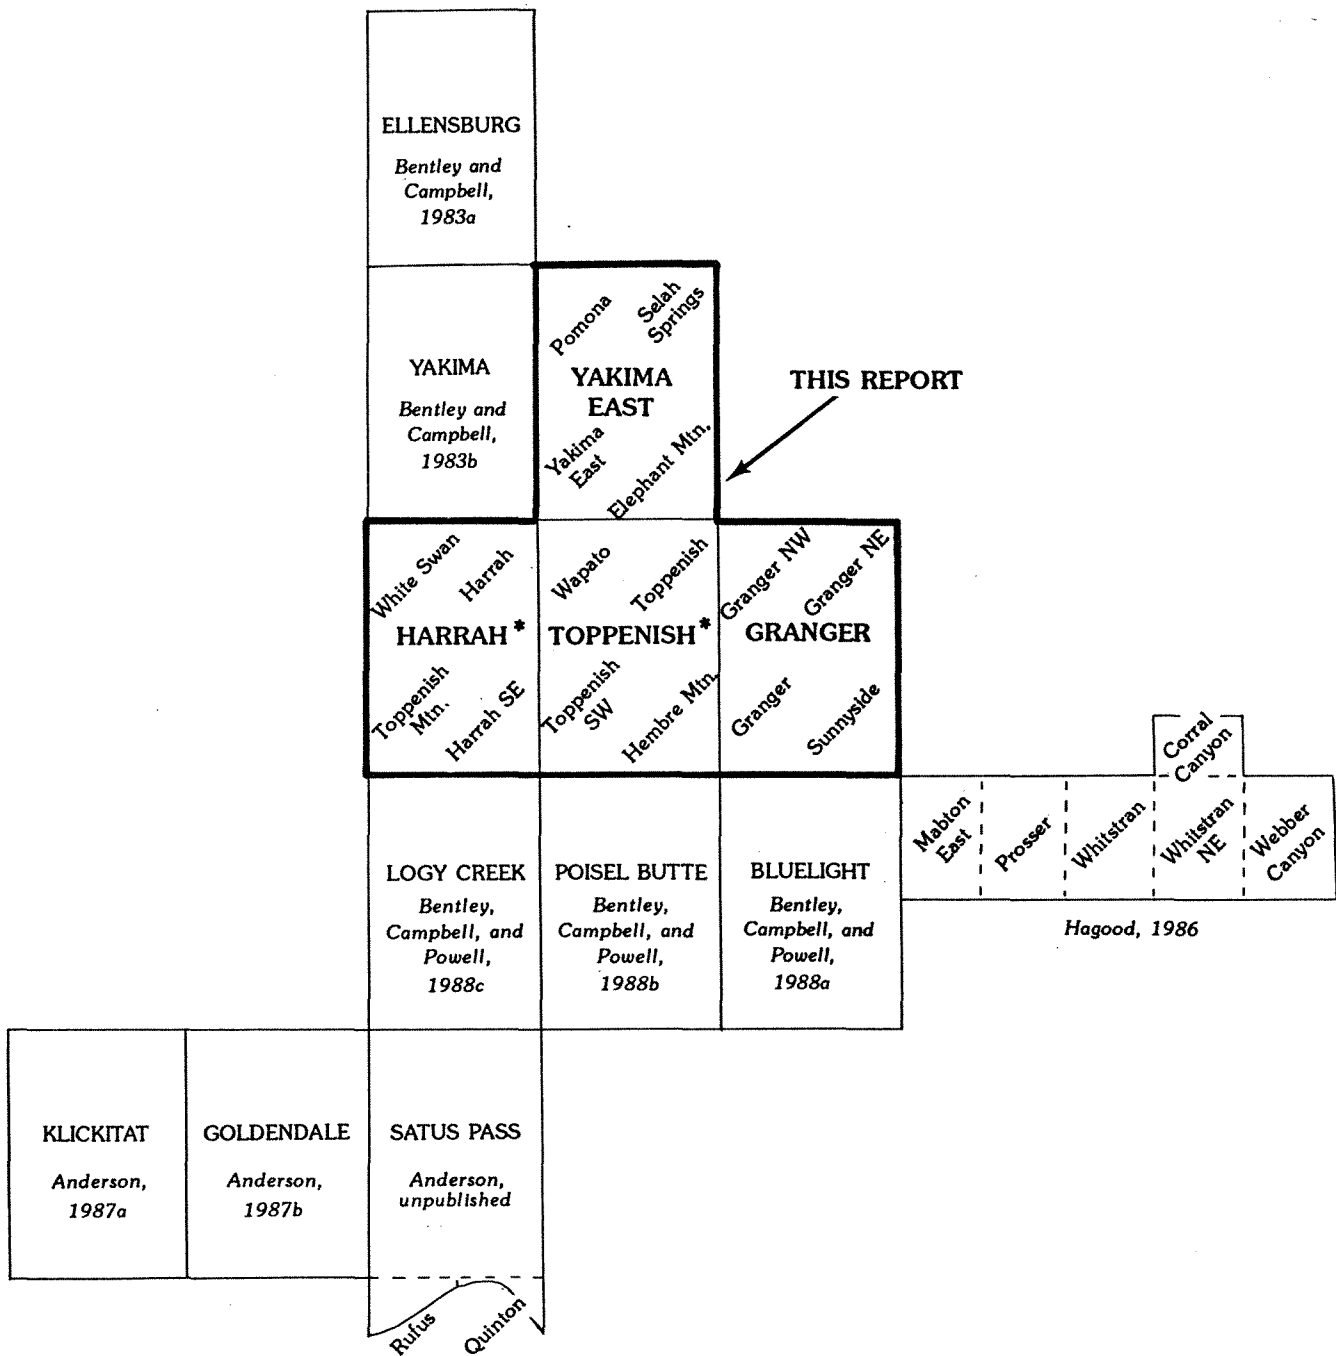 ELLENSBURG
Bentley and
Campbell,
1983a
YAKIMA
Bentley and
Campbell,
1983b
Pomona
Selah
Springs
YAKIMA
EAST
Yakima
East
Elephant Mtn.
THIS REPORT
White Swan
Harrah
HARRAH*
Toppenish
Mtn.
Harrah SE
Wapato
Toppenish
TOPPENISH*
Toppenish
SW
Hembre Mtn.
Granger NW
Granger NE
GRANGER
Granger
Sunnyside
LOGY CREEK
Bentley,
Campbell, and
Powell,
1988c
POISEL BUTTE
Bentley,
Campbell, and
Powell,
1988b
BLUELIGHT
Bentley,
Campbell, and
Powell,
1988a
Mabton
East
Prosser
Whitstran
Corral
Canyon
Whitstran
NE
Webber
Canyon
Hagood, 1986
KLICKITAT
Anderson,
1987a
GOLDENDALE
Anderson,
1987b
SATUS PASS
Anderson,
unpublished
Rufus
Quinton